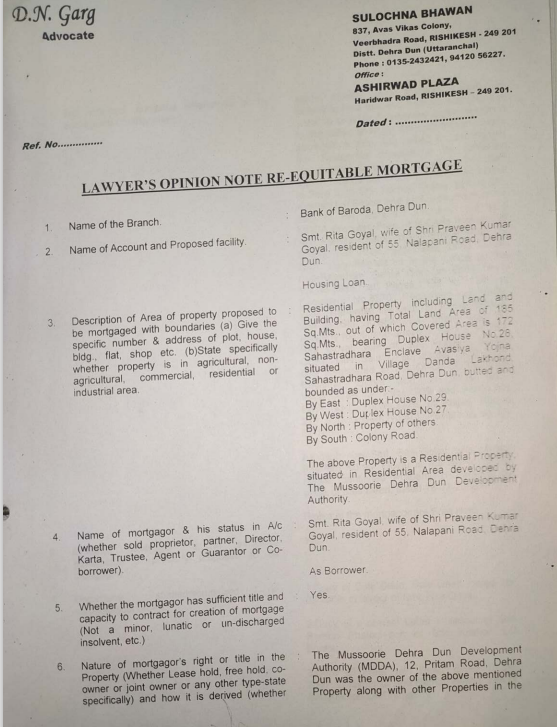 D.N. Garg
Advocate
SULOCHNA BHAWAN
837, Avas Vikas Colony,
Veerbhadra Road, RISHIKESH - 249 201
Distt. Dehra Dun (Uttaranchal)
Phone : 0135-2432421, 94120 56227.
Office :
ASHIRWAD PLAZA
Haridwar Road, RISHIKESH - 249 201.
Dated : .........................
Ref. No...............
LAWYER'S OPINION NOTE RE-EQUITABLE MORTGAGE
1. Name of the Branch. : Bank of Baroda, Dehra Dun.
2. Name of Account and Proposed facility. : Smt. Rita Goyal, wife of Shri Praveen Kumar
Goyal, resident of 55, Nalapani Road, Dehra
Dun.
Housing Loan.
3. Description of Area of property proposed to
be mortgaged with boundaries (a) Give the
specific number & address of plot, house,
bldg., flat, shop etc. (b)State specifically
whether property is in agricultural, non-
agricultural, commercial, residential or
industrial area.
: Residential Property including Land and
Building, having Total Land Area of 185
Sq.Mts., out of which Covered Area is 172
Sq.Mts., bearing Duplex House No.28,
Sahastradhara Enclave Avasiya Yojna,
situated in Village Danda Lakhond,
Sahastradhara Road, Dehra Dun, butted and
bounded as under:-
By East : Duplex House No.29.
By West : Duplex House No.27.
By North : Property of others.
By South : Colony Road.
The above Property is a Residential Property,
situated in Residential Area developed by
The Mussoorie Dehra Dun Development
Authority.
4. Name of mortgagor & his status in A/c
(whether sold proprietor, partner, Director,
Karta, Trustee, Agent or Guarantor or Co-
borrower).
: Smt. Rita Goyal, wife of Shri Praveen Kumar
Goyal, resident of 55, Nalapani Road, Dehra
Dun.
As Borrower.
5. Whether the mortgagor has sufficient title and
capacity to contract for creation of mortgage
(Not a minor, lunatic or un-discharged
insolvent, etc.)
: Yes.
6. Nature of mortgagor's right or title in the
Property (Whether Lease hold, free hold, co-
owner or joint owner or any other type-state
specifically) and how it is derived (whether
: The Mussoorie Dehra Dun Development
Authority (MDDA), 12, Pritam Road, Dehra
Dun was the owner of the above mentioned
Property along with other Properties in the